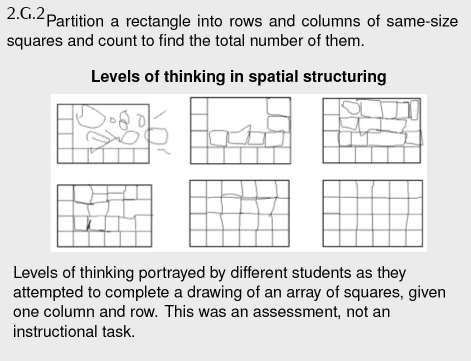 2.G.2 Partition a rectangle into rows and columns of same-size
squares and count to find the total number of them.
Levels of thinking in spatial structuring
Levels of thinking portrayed by different students as they
attempted to complete a drawing of an array of squares, given
one column and row. This was an assessment, not an
instructional task.